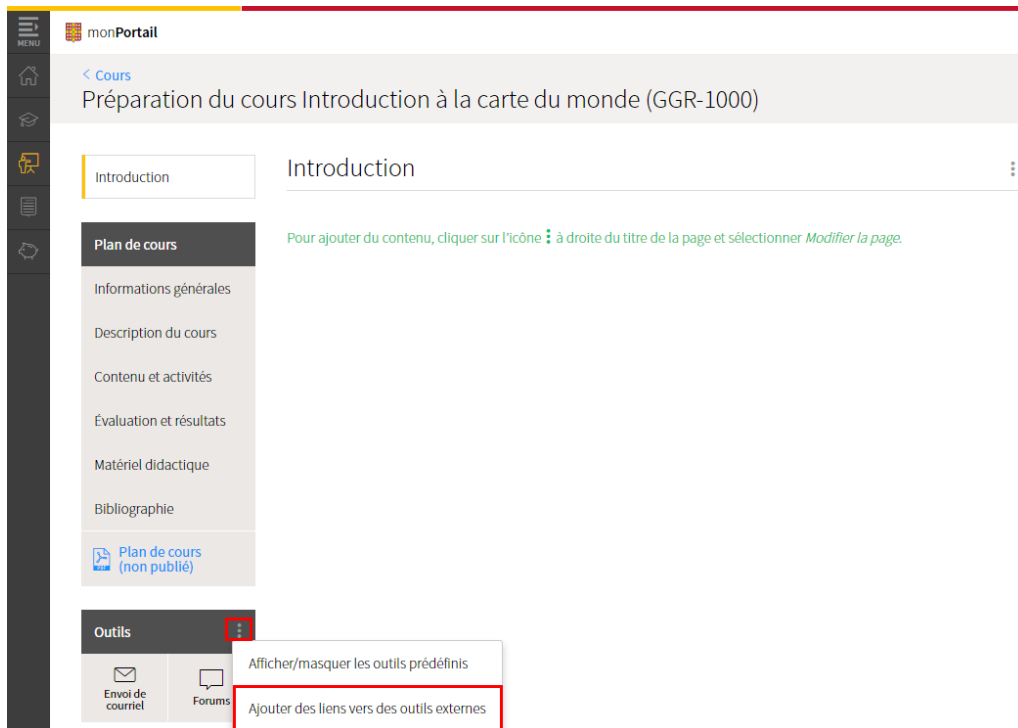 MENU
monPortail
< Cours
Préparation du cours Introduction à la carte du monde (GGR-1000)
Introduction
Introduction
Pour ajouter du contenu, cliquer sur l'icône ⋮ à droite du titre de la page et sélectionner Modifier la page.
Plan de cours
Informations générales
Description du cours
Contenu et activités
Évaluation et résultats
Matériel didactique
Bibliographie
PDF
Plan de cours
(non publié)
Outils
Afficher/masquer les outils prédéfinis
Envoi de
courriel
Forums
Ajouter des liens vers des outils externes